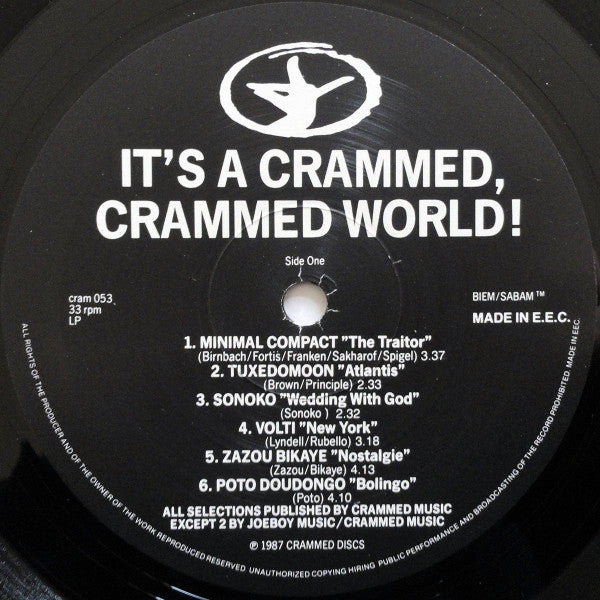 IT'S A CRAMMED,
CRAMMED WORLD!
Side One
cram 053
33 rpm
LP
BIEM/SABAM™
MADE IN E.E.C.
1. MINIMAL COMPACT "The Traitor"
(Birnbach/Fortis/Franken/Sakharof/Spigel) 3.37
2. TUXEDOMOON "Atlantis"
(Brown/Principle) 2.33
3. SONOKO "Wedding With God"
(Sonoko ) 2.32
4. VOLTI "New York"
(Lyndell/Rubello) 3.18
5. ZAZOU BIKAYE "Nostalgie"
(Zazou/Bikaye) 4.13
6. POTO DOUDONGO "Bolingo"
(Poto) 4.10
ALL SELECTIONS PUBLISHED BY CRAMMED MUSIC
EXCEPT 2 BY JOEBOY MUSIC/CRAMMED MUSIC
℗ 1987 CRAMMED DISCS
ALL RIGHTS OF THE PRODUCER AND OF THE OWNER OF THE WORK REPRODUCED RESERVED. UNAUTHORIZED COPYING HIRING PUBLIC PERFORMANCE AND BROADCASTING OF THE RECORD PROHIBITED. MADE IN EEC.